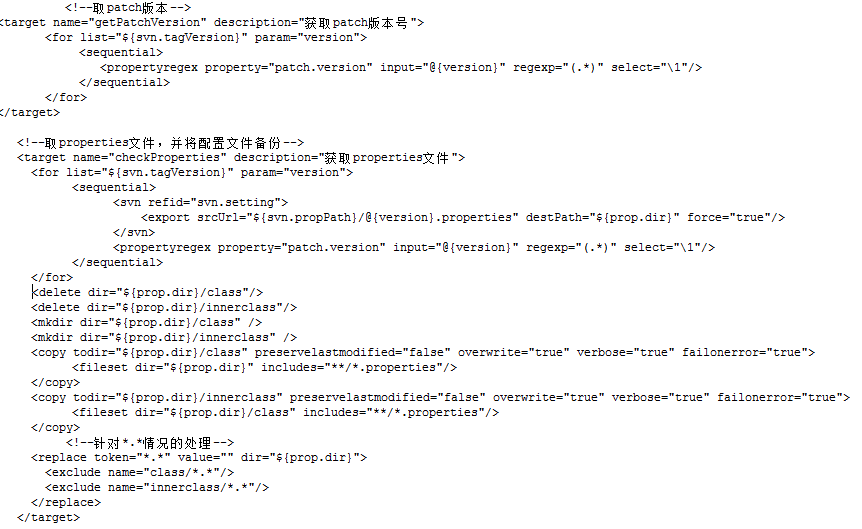 <!--取patch版本-->
<target name="getPatchVersion" description="获取patch版本号">
<for list="${svn.tagVersion}" param="version">
<sequential>
<propertyregex property="patch.version" input="@{version}" regexp="(.*)" select="\1"/>
</sequential>
</for>
</target>
<!--取properties文件，并将配置文件备份-->
<target name="checkProperties" description="获取properties文件">
<for list="${svn.tagVersion}" param="version">
<sequential>
<svn refid="svn.setting">
<export srcUrl="${svn.propPath}/@{version}.properties" destPath="${prop.dir}" force="true"/>
</svn>
<propertyregex property="patch.version" input="@{version}" regexp="(.*)" select="\1"/>
</sequential>
</for>
<delete dir="${prop.dir}/class"/>
<delete dir="${prop.dir}/innerclass"/>
<mkdir dir="${prop.dir}/class" />
<mkdir dir="${prop.dir}/innerclass" />
<copy todir="${prop.dir}/class" preservelastmodified="false" overwrite="true" verbose="true" failonerror="true">
<fileset dir="${prop.dir}" includes="**/*.properties"/>
</copy>
<copy todir="${prop.dir}/innerclass" preservelastmodified="false" overwrite="true" verbose="true" failonerror="true">
<fileset dir="${prop.dir}/class" includes="**/*.properties"/>
</copy>
<!--针对*.*情况的处理-->
<replace token="*.*" value="" dir="${prop.dir}">
<exclude name="class/*.*"/>
<exclude name="innerclass/*.*"/>
</replace>
</target>